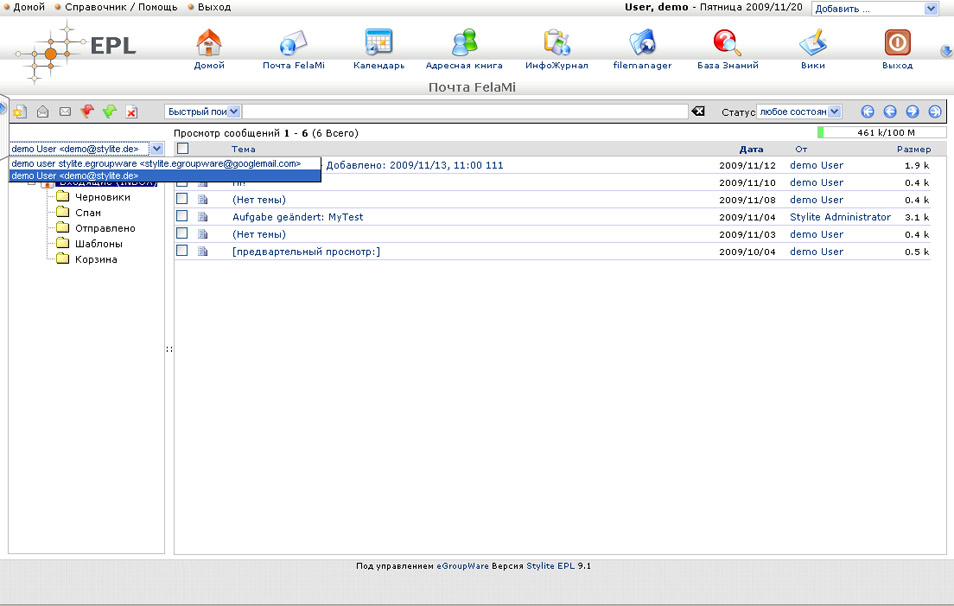 Домой Справочник / Помощь Выход User, demo - Пятница 2009/11/20 Добавить ...
EPL
Домой Почта FelaMi Календарь Адресная книга ИнфоЖурнал filemanager База Знаний Вики Выход
Почта FelaMi
Быстрый пои Статус любое состоян
Просмотр сообщений 1 - 6 (6 Всего) 461 k/100 M
demo User <demo@stylite.de> Тема Дата От Размер
demo user stylite.egroupware <stylite.egroupware@googlemail.com> Добавлено: 2009/11/13, 11:00 111 2009/11/12 demo User 1.9 k
demo User <demo@stylite.de>
Входящие (INBOX) 2009/11/10 demo User 0.4 k
Черновики (Нет темы) 2009/11/08 demo User 0.4 k
Спам Aufgabe geändert: MyTest 2009/11/04 Stylite Administrator 3.1 k
Отправлено (Нет темы) 2009/11/03 demo User 0.4 k
Шаблоны [предвартельный просмотр:] 2009/10/04 demo User 0.5 k
Корзина
Под управлением eGroupWare Версия Stylite EPL 9.1